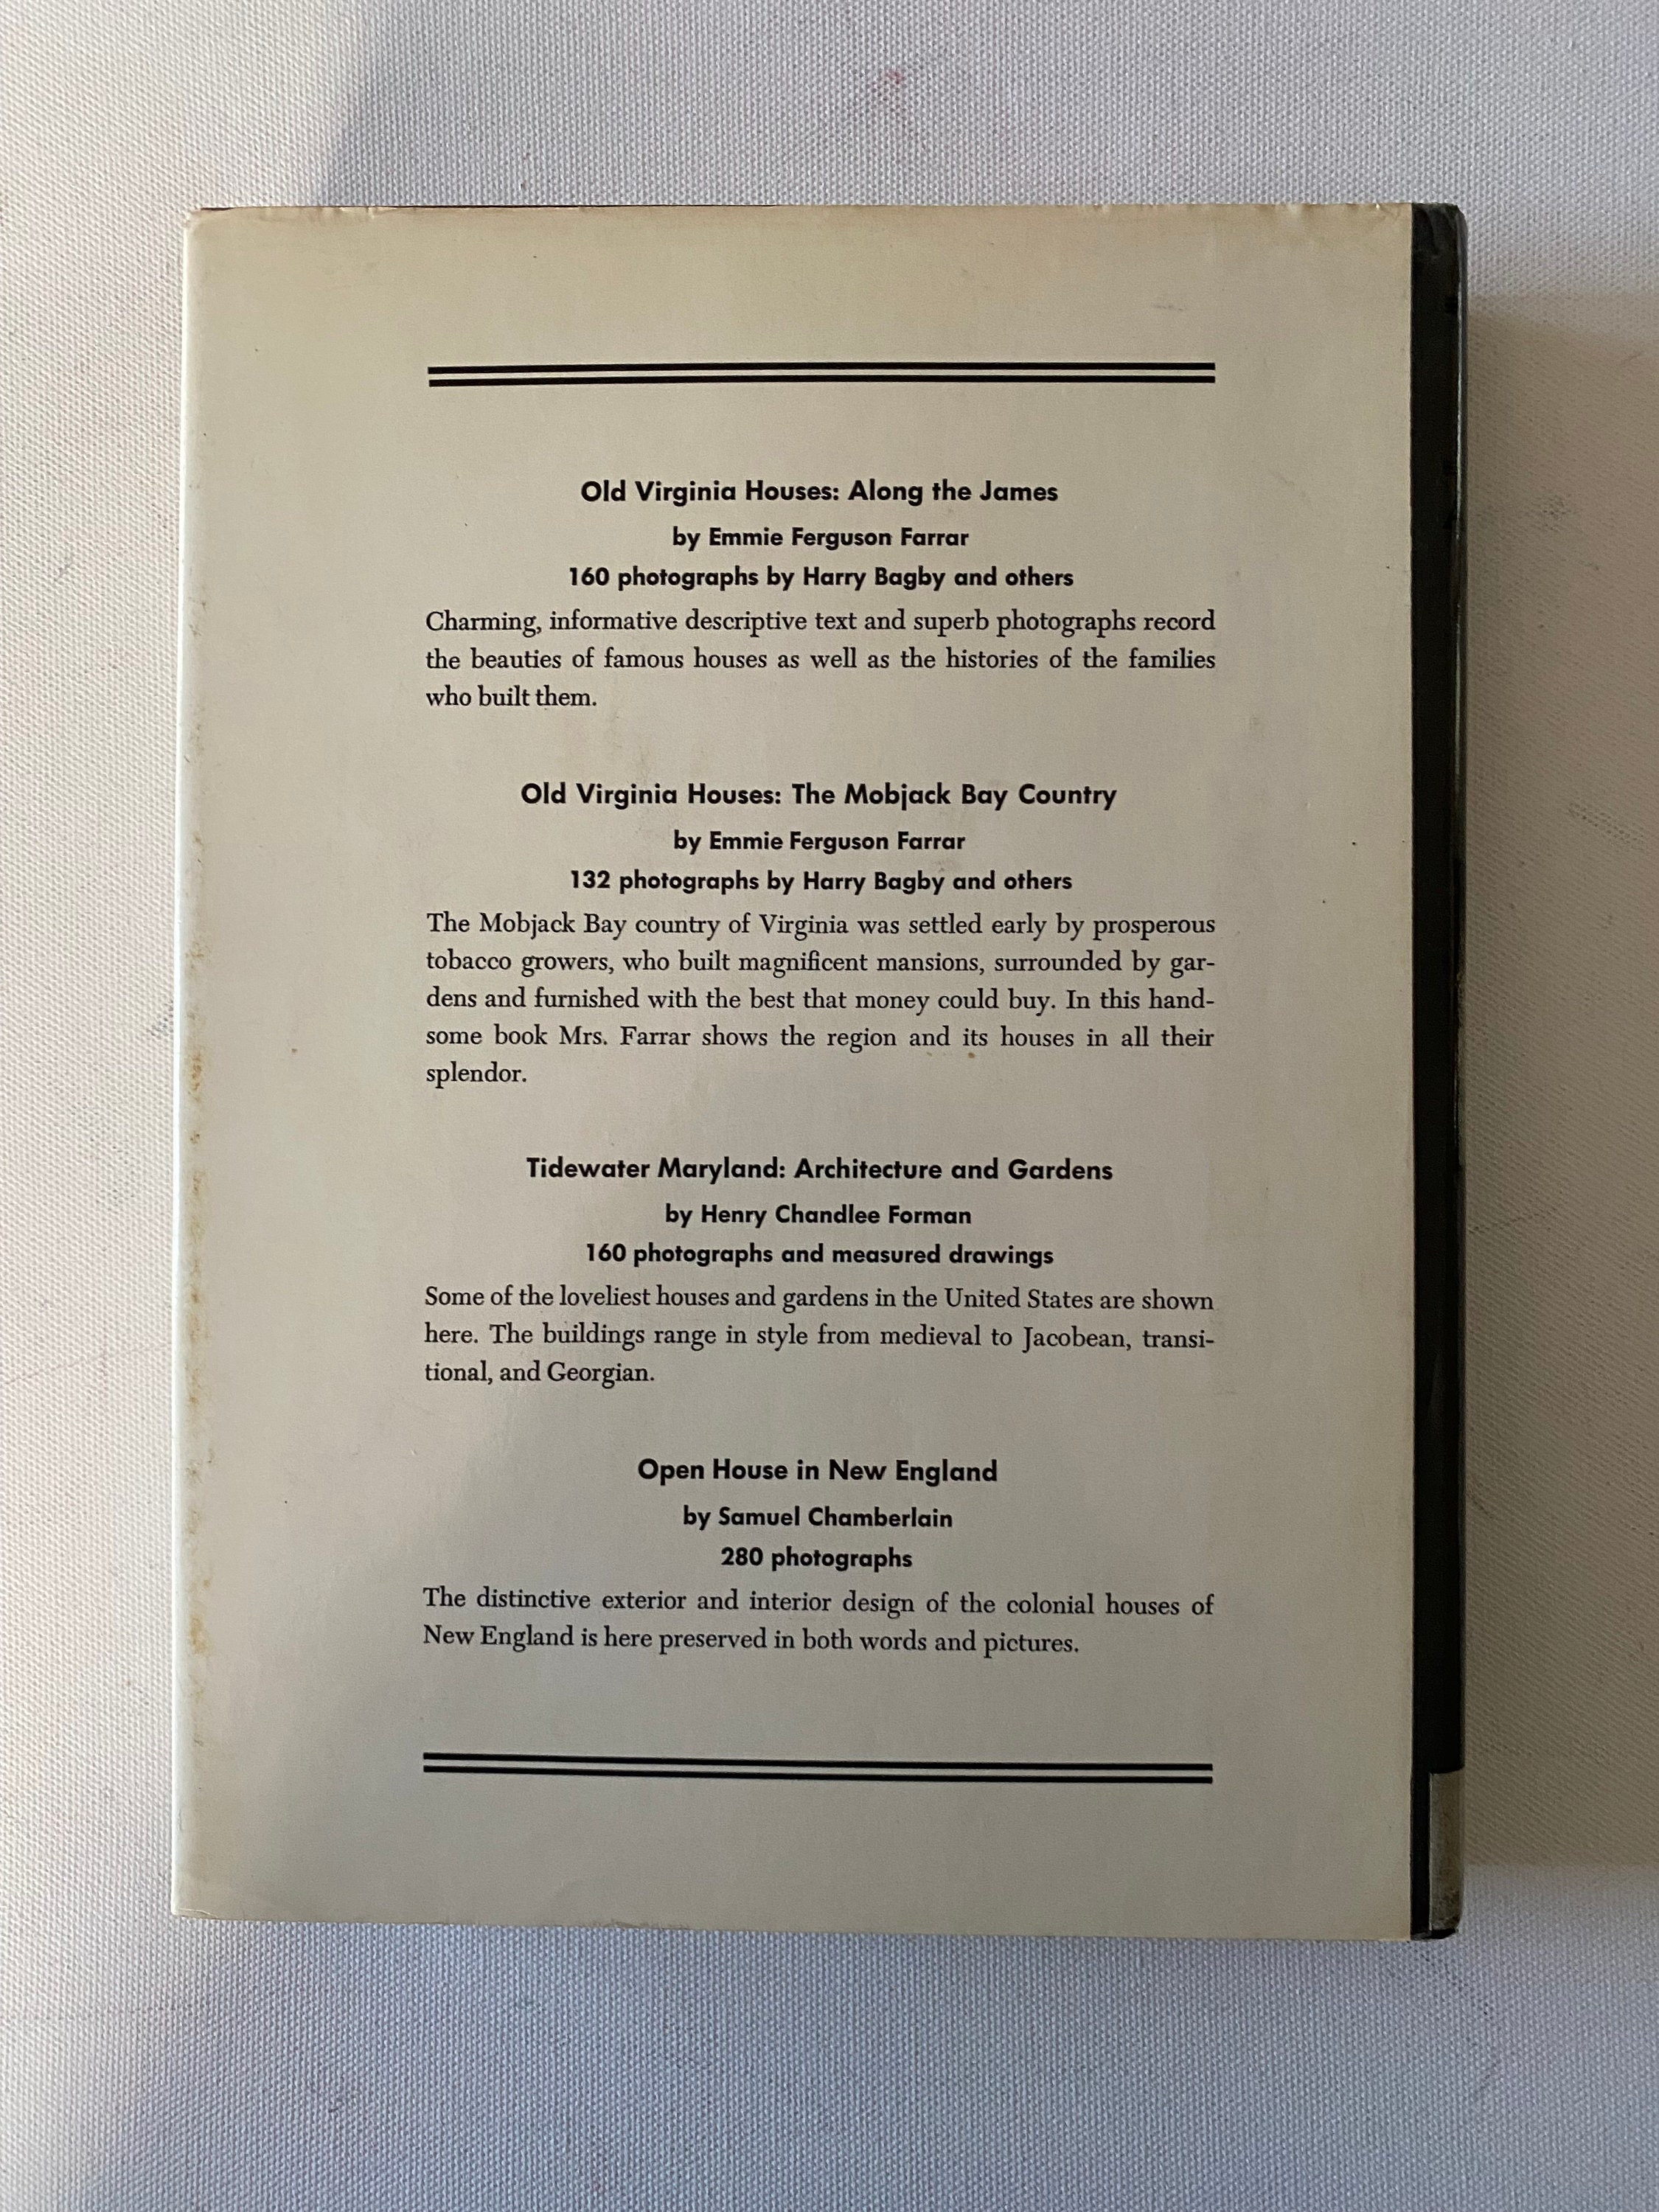 Old Virginia Houses: Along the James
by Emmie Ferguson Farrar
160 photographs by Harry Bagby and others
Charming, informative descriptive text and superb photographs record
the beauties of famous houses as well as the histories of the families
who built them.
Old Virginia Houses: The Mobjack Bay Country
by Emmie Ferguson Farrar
132 photographs by Harry Bagby and others
The Mobjack Bay country of Virginia was settled early by prosperous
tobacco growers, who built magnificent mansions, surrounded by gar-
dens and furnished with the best that money could buy. In this hand-
some book Mrs. Farrar shows the region and its houses in all their
splendor.
Tidewater Maryland: Architecture and Gardens
by Henry Chandlee Forman
160 photographs and measured drawings
Some of the loveliest houses and gardens in the United States are shown
here. The buildings range in style from medieval to Jacobean, transi-
tional, and Georgian.
Open House in New England
by Samuel Chamberlain
280 photographs
The distinctive exterior and interior design of the colonial houses of
New England is here preserved in both words and pictures.